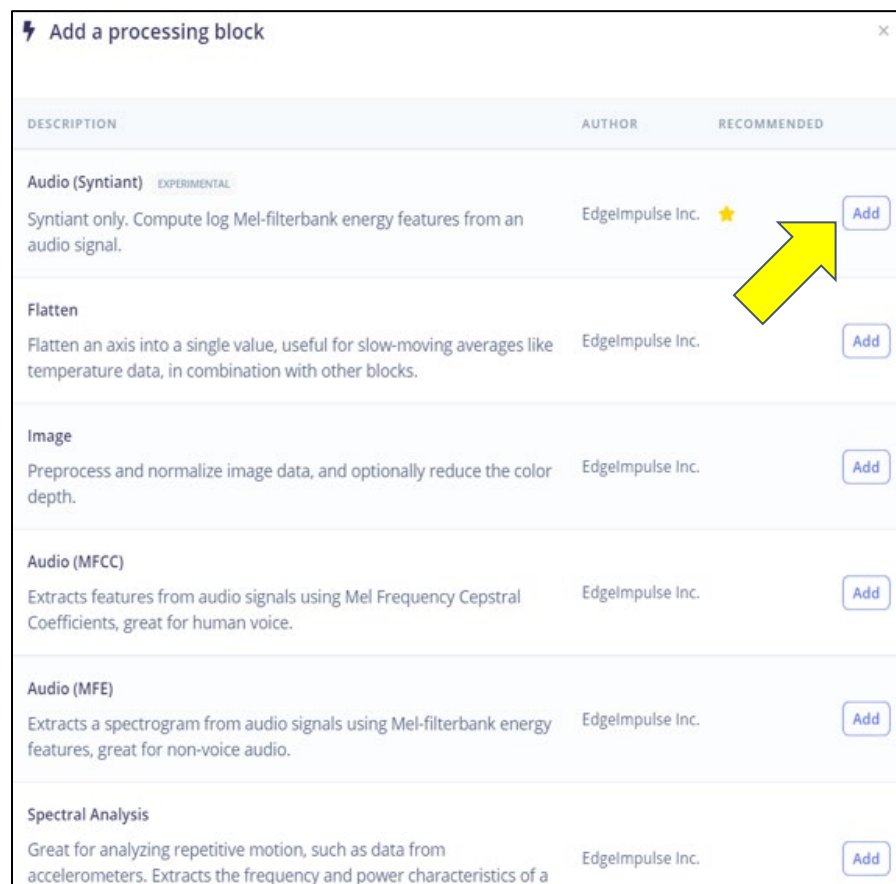 Add a processing block
DESCRIPTION AUTHOR RECOMMENDED
Audio (Syntiant) EXPERIMENTAL
Syntiant only. Compute log Mel-filterbank energy features from an
audio signal.
EdgeImpulse Inc.
Add
Flatten
Flatten an axis into a single value, useful for slow-moving averages like
temperature data, in combination with other blocks.
EdgeImpulse Inc.
Add
Image
Preprocess and normalize image data, and optionally reduce the color
depth.
EdgeImpulse Inc.
Add
Audio (MFCC)
Extracts features from audio signals using Mel Frequency Cepstral
Coefficients, great for human voice.
EdgeImpulse Inc.
Add
Audio (MFE)
Extracts a spectrogram from audio signals using Mel-filterbank energy
features, great for non-voice audio.
EdgeImpulse Inc.
Add
Spectral Analysis
Great for analyzing repetitive motion, such as data from
accelerometers. Extracts the frequency and power characteristics of a
EdgeImpulse Inc.
Add